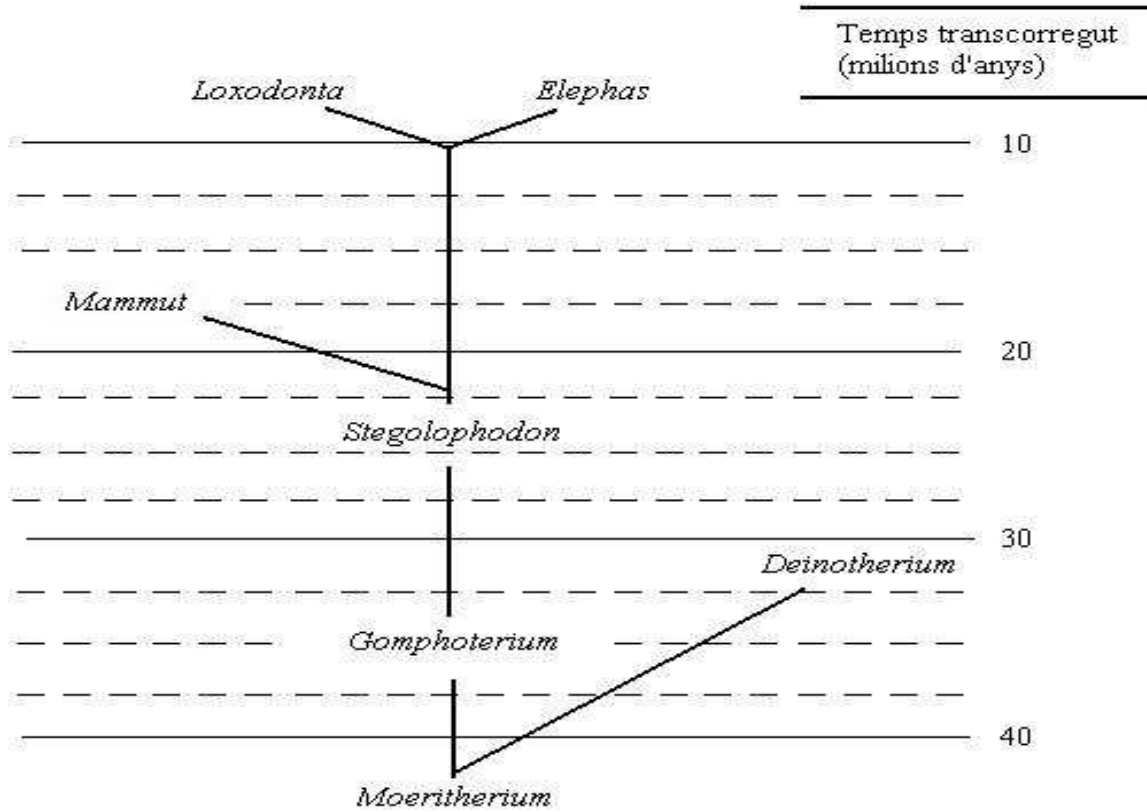 Temps transcorregut
(milions d'anys)
Loxodonta
Elephas
10
Mammut
20
Stegolophodon
30
Deinotherium
Gomphoterium
40
Moeritherium